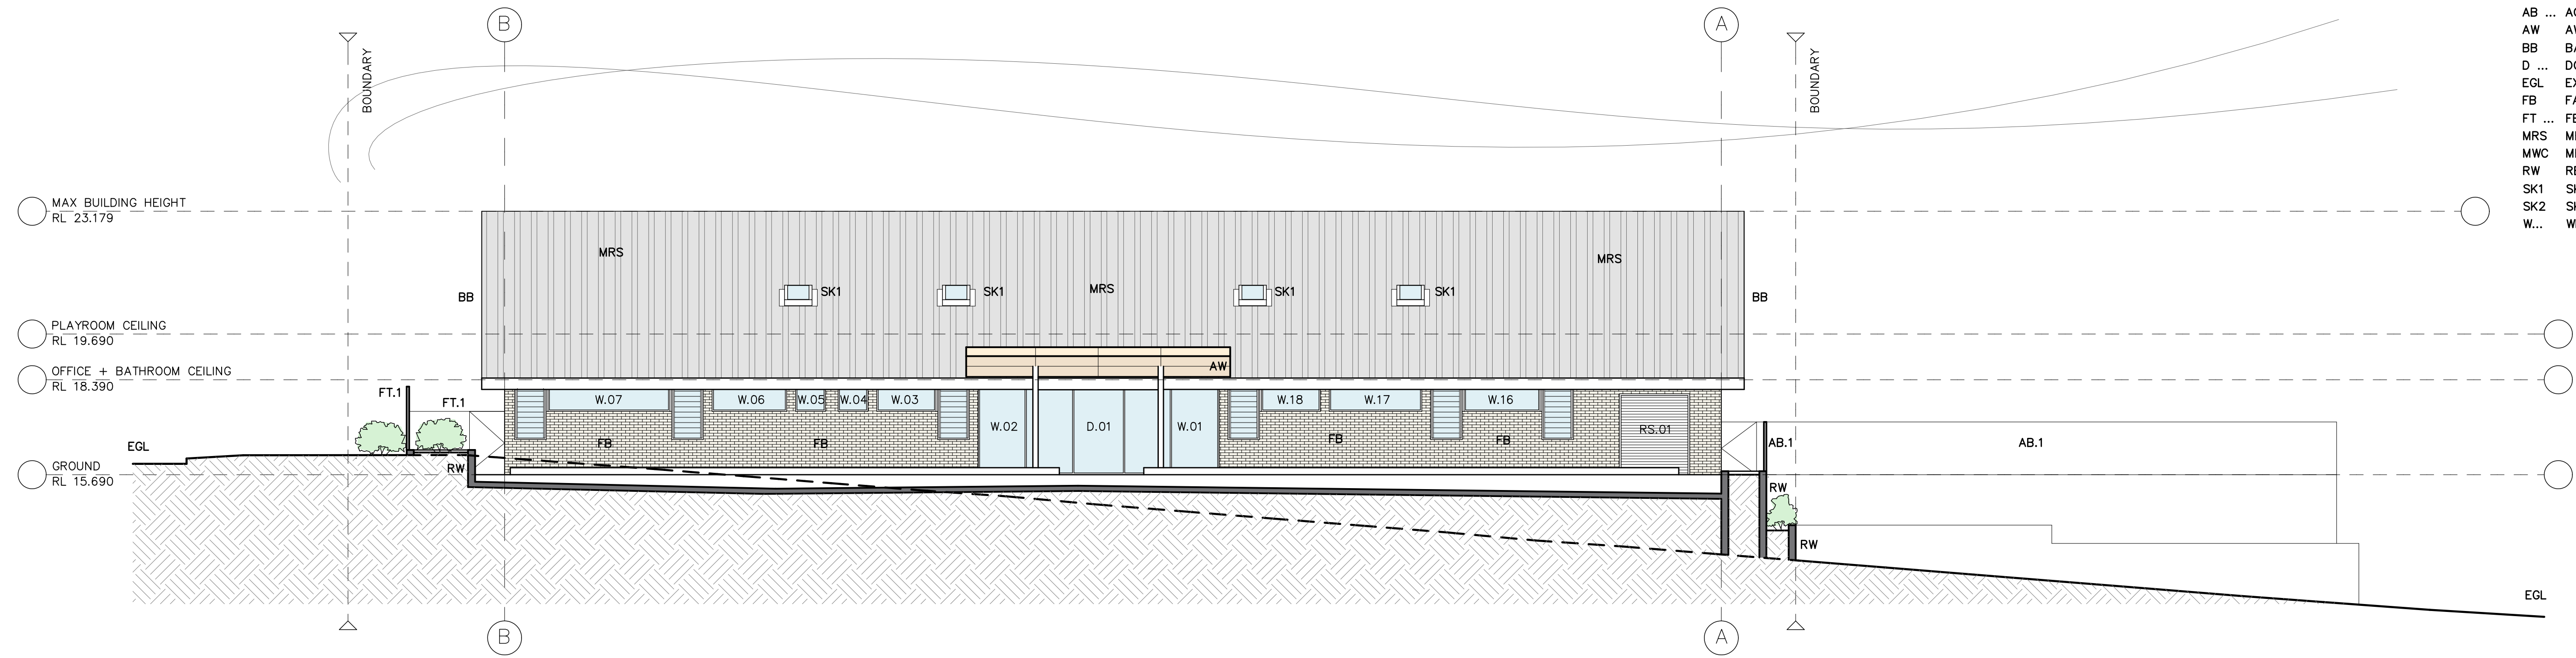 B
A
BOUNDARY
BOUNDARY
AB ... A
AW A
BB B
D ... D
EGL E
FB F
FT ... F
MRS M
MWC M
RW R
SK1 S
SK2 S
W... W
MAX BUILDING HEIGHT
RL 23.179
MRS
MRS
MRS
SK1
SK1
SK1
SK1
BB
BB
PLAYROOM CEILING
RL 19.690
OFFICE + BATHROOM CEILING
RL 18.390
AW
FT.1
FT.1
W.07
W.06
W.05
W.04
W.03
W.02
D.01
W.01
W.18
W.17
W.16
RS.01
FB
FB
FB
FB
EGL
AB.1
AB.1
GROUND
RL 15.690
RW
RW
RW
EGL
B
A